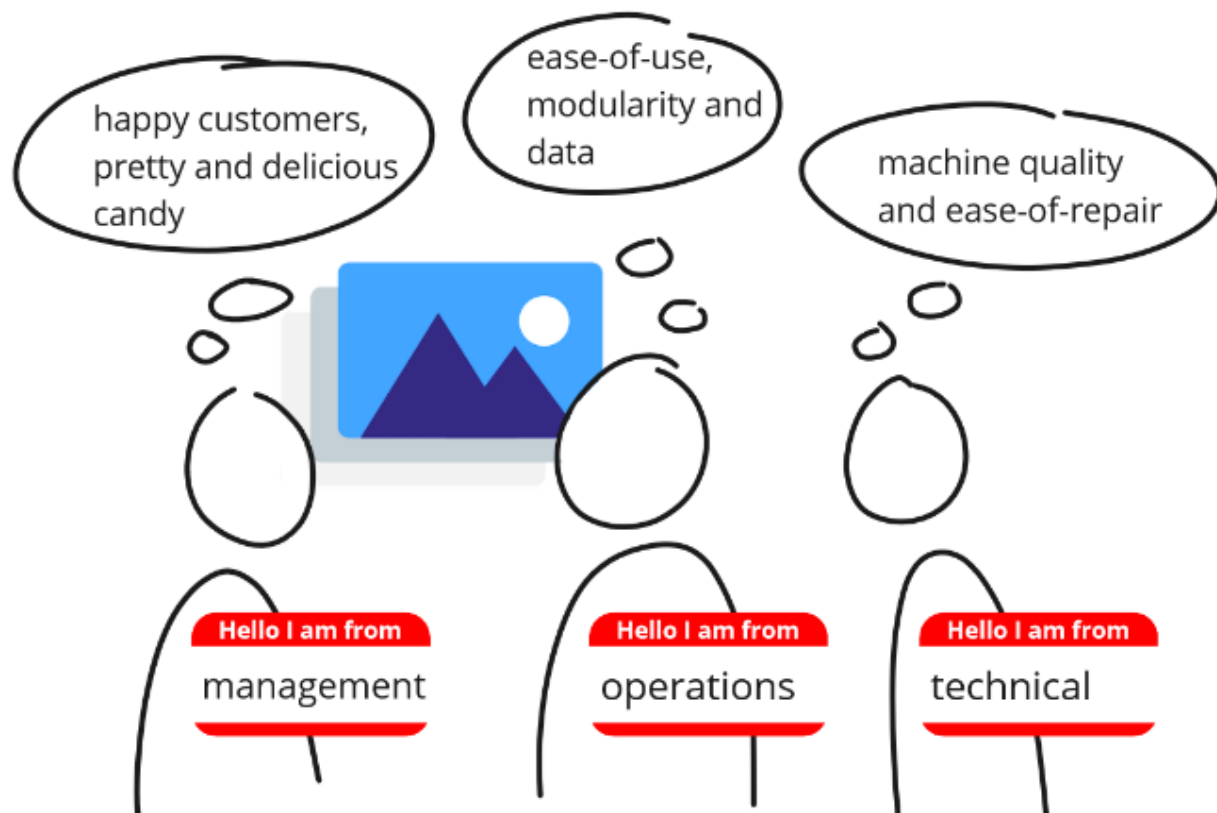 happy customers,
pretty and delicious
candy
ease-of-use,
modularity and
data
machine quality
and ease-of-repair
Hello I am from
management
Hello I am from
operations
Hello I am from
technical